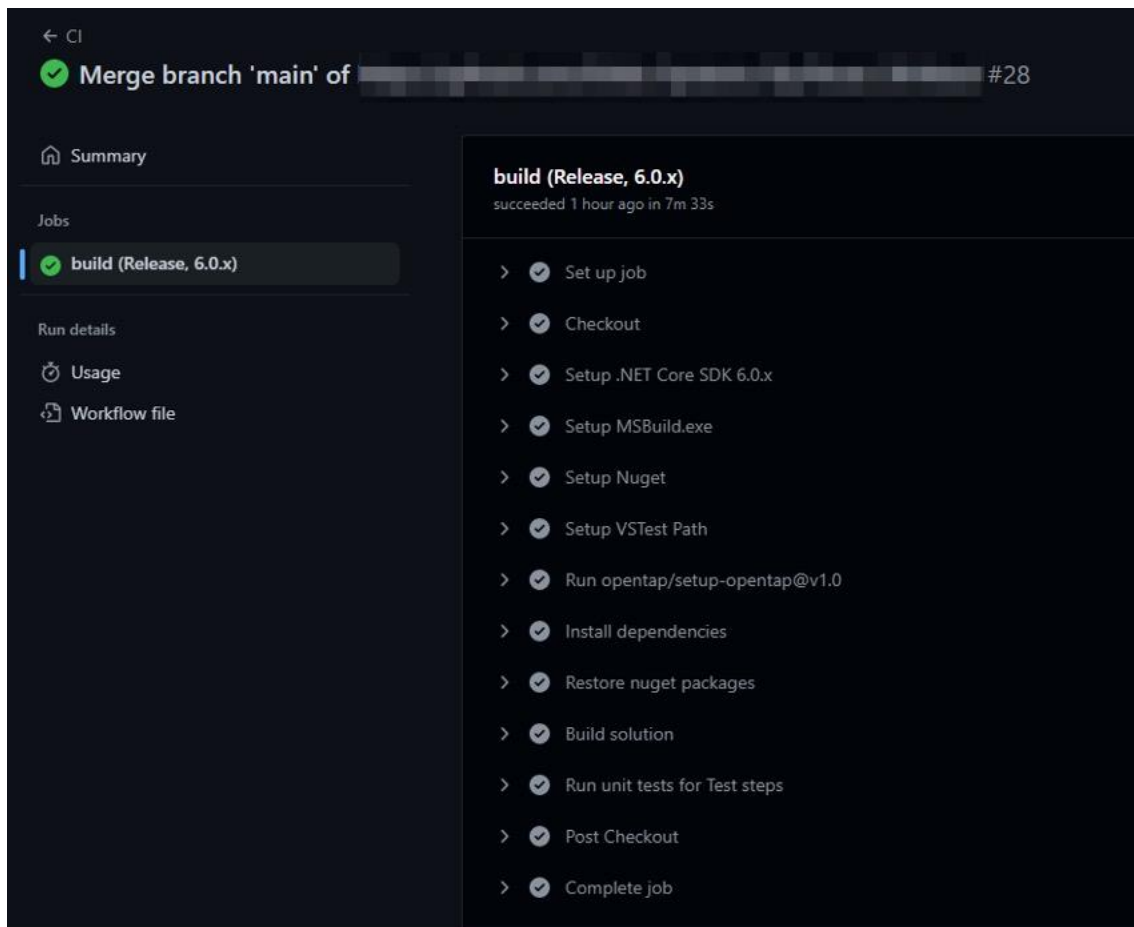 ← CI
Merge branch 'main' of #28
Summary
Jobs
build (Release, 6.0.x)
Run details
Usage
Workflow file
build (Release, 6.0.x)
succeeded 1 hour ago in 7m 33s
Set up job
Checkout
Setup .NET Core SDK 6.0.x
Setup MSBuild.exe
Setup Nuget
Setup VSTest Path
Run opentap/setup-opentap@v1.0
Install dependencies
Restore nuget packages
Build solution
Run unit tests for Test steps
Post Checkout
Complete job